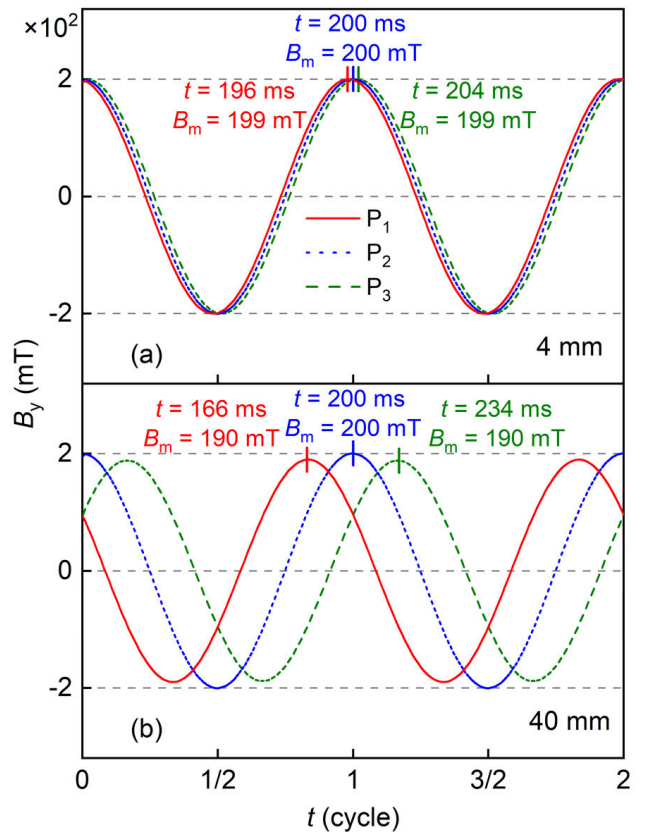 ×10²
t = 200 ms
Bₘ = 200 mT
2
t = 196 ms
Bₘ = 199 mT
t = 204 ms
Bₘ = 199 mT
0
P₁
P₂
P₃
-2
(a)
4 mm
B_y (mT)
t = 166 ms
Bₘ = 190 mT
t = 200 ms
Bₘ = 200 mT
t = 234 ms
Bₘ = 190 mT
2
0
-2
(b)
40 mm
0 1/2 1 3/2 2
t (cycle)